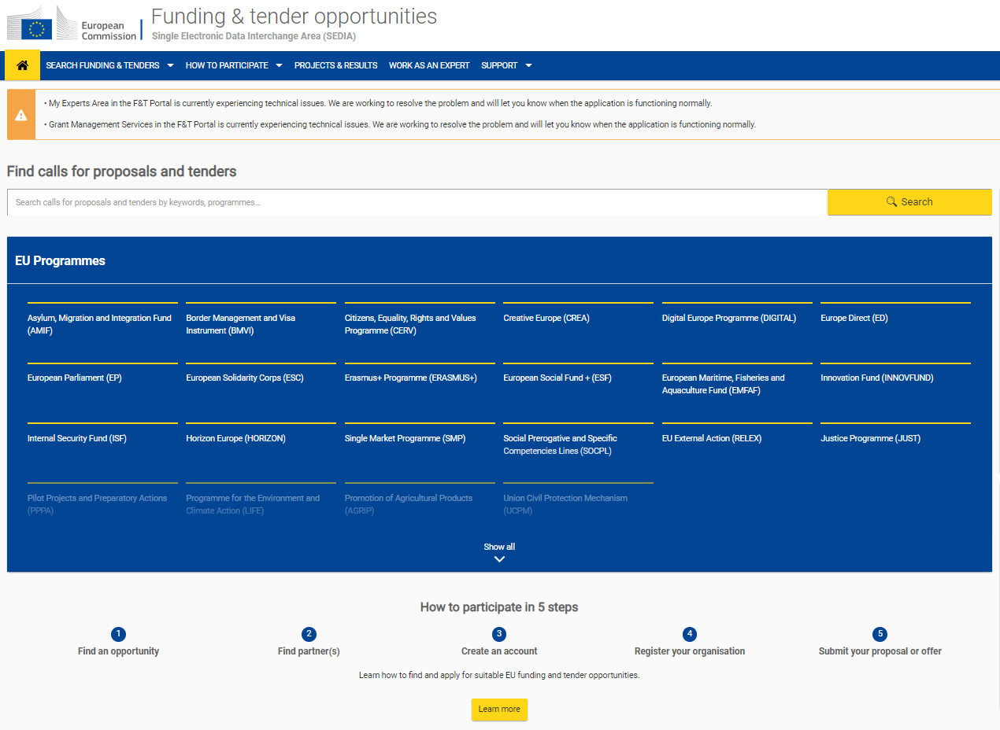 Funding & tender opportunities
European
Commission
Single Electronic Data Interchange Area (SEDIA)
SEARCH FUNDING & TENDERS HOW TO PARTICIPATE PROJECTS & RESULTS WORK AS AN EXPERT SUPPORT
• My Experts Area in the F&T Portal is currently experiencing technical issues. We are working to resolve the problem and will let you know when the application is functioning normally.
• Grant Management Services in the F&T Portal is currently experiencing technical issues. We are working to resolve the problem and will let you know when the application is functioning normally.
Find calls for proposals and tenders
Search calls for proposals and tenders by keywords, programmes... Search
EU Programmes
Asylum, Migration and Integration Fund
(AMIF)
Border Management and Visa
Instrument (BMVI)
Citizens, Equality, Rights and Values
Programme (CERV)
Creative Europe (CREA)
Digital Europe Programme (DIGITAL)
Europe Direct (ED)
European Parliament (EP)
European Solidarity Corps (ESC)
Erasmus+ Programme (ERASMUS+)
European Social Fund + (ESF)
European Maritime, Fisheries and
Aquaculture Fund (EMFAF)
Innovation Fund (INNOVFUND)
Internal Security Fund (ISF)
Horizon Europe (HORIZON)
Single Market Programme (SMP)
Social Prerogative and Specific
Competencies Lines (SOCPL)
EU External Action (RELEX)
Justice Programme (JUST)
Pilot Projects and Preparatory Actions
(PPPA)
Programme for the Environment and
Climate Action (LIFE)
Promotion of Agricultural Products
(AGRIP)
Union Civil Protection Mechanism
(UCPM)
Show all
How to participate in 5 steps
1
Find an opportunity
2
Find partner(s)
3
Create an account
4
Register your organisation
5
Submit your proposal or offer
Learn how to find and apply for suitable EU funding and tender opportunities.
Learn more